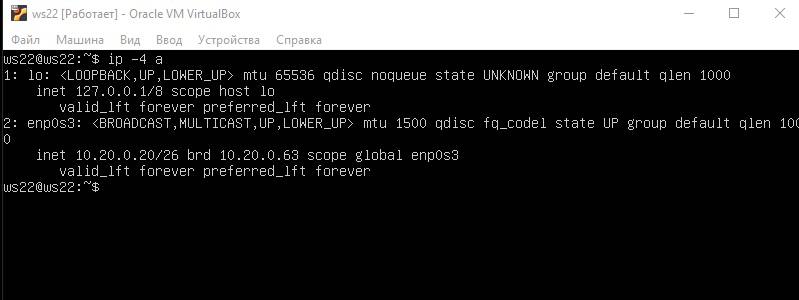 ws22 [Работает] - Oracle VM VirtualBox
Файл Машина Вид Ввод Устройства Справка
ws22@ws22:~$ ip -4 a
1: lo: <LOOPBACK,UP,LOWER_UP> mtu 65536 qdisc noqueue state UNKNOWN group default qlen 1000
    inet 127.0.0.1/8 scope host lo
       valid_lft forever preferred_lft forever
2: enp0s3: <BROADCAST,MULTICAST,UP,LOWER_UP> mtu 1500 qdisc fq_codel state UP group default qlen 100
0
    inet 10.20.0.20/26 brd 10.20.0.63 scope global enp0s3
       valid_lft forever preferred_lft forever
ws22@ws22:~$